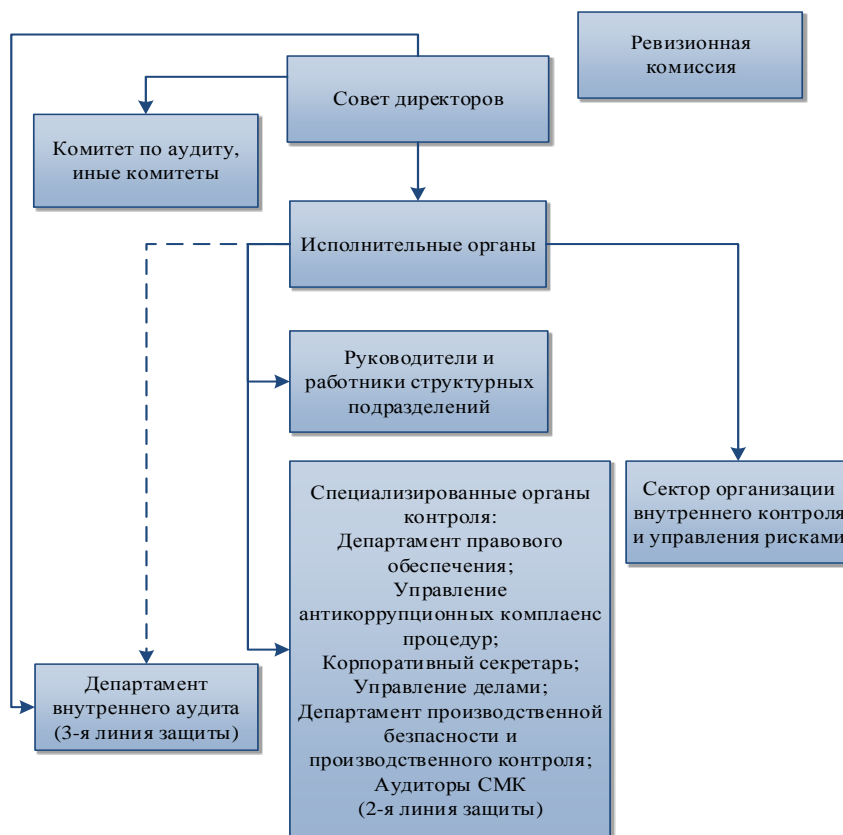 Ревизионная
комиссия
Совет директоров
Комитет по аудиту,
иные комитеты
Исполнительные органы
Руководители и
работники структурных
подразделений
Специализированные органы
контроля:
Департамент правового
обеспечения;
Управление
антикоррупционных комплаенс
процедур;
Корпоративный секретарь;
Управление делами;
Департамент производственной
безопасности и
производственного контроля;
Аудиторы СМК
(2-я линия защиты)
Сектор организации
внутреннего контроля
и управления рисками
Департамент
внутреннего аудита
(3-я линия защиты)